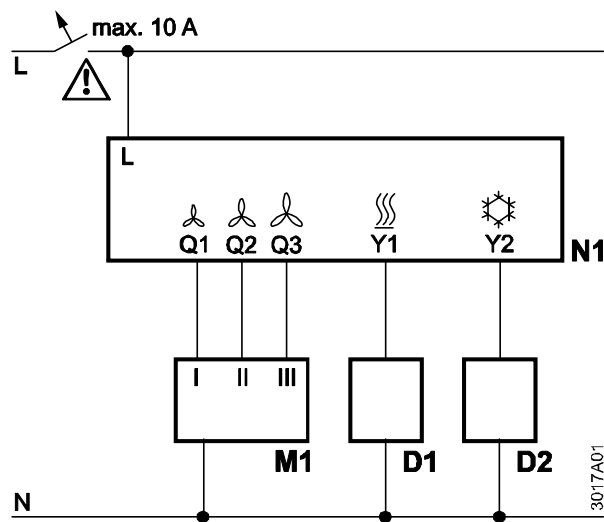 max. 10 A
L
!
L
Q1 Q2 Q3 Y1 Y2
N1
I II III
M1 D1 D2
3017A01
N